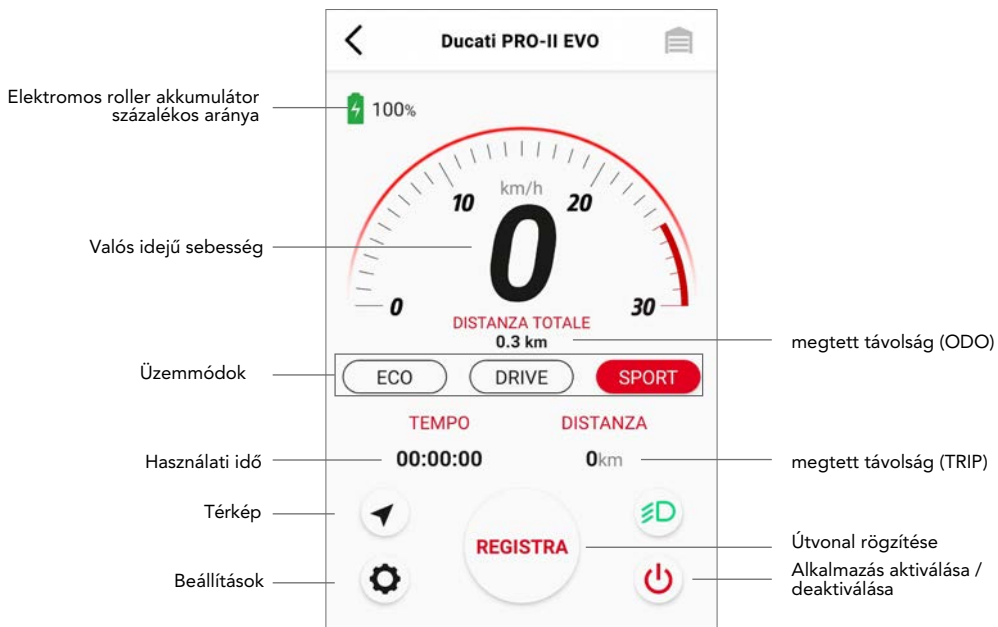 Ducati PRO-II EVO
Elektromos roller akkumulátor
százalékos aránya
100%
km/h
10
20
0
Valós idejű sebesség
0
30
DISTANZA TOTALE
0.3 km
megtett távolság (ODO)
Üzemmódok
ECO
DRIVE
SPORT
TEMPO
DISTANZA
Használati idő
00:00:00
0km
megtett távolság (TRIP)
Térkép
REGISTRA
Útvonal rögzítése
Beállítások
Alkalmazás aktiválása /
deaktiválása